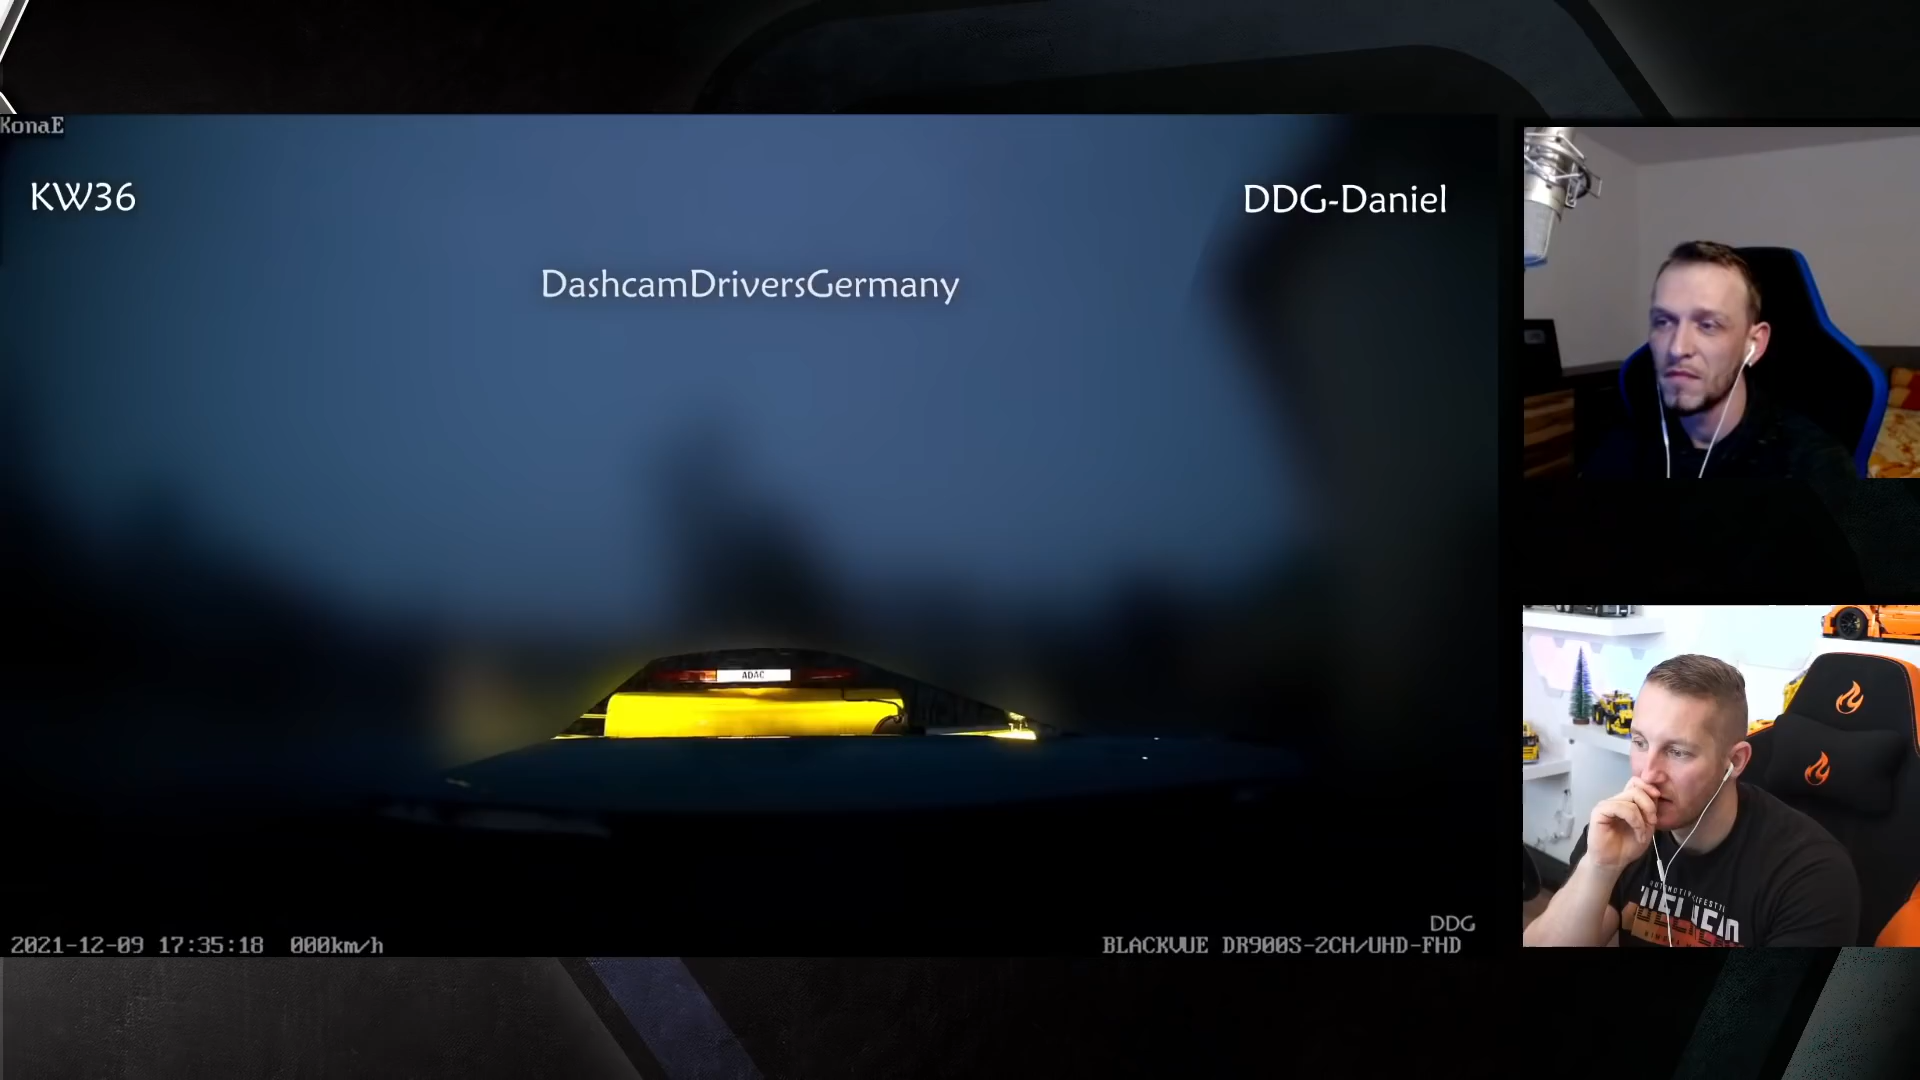 KonaE
KW36
DDG-Daniel
DashcamDriversGermany
ADAC
DDG
2021-12-09 17:35:18 000km/h
BLACKVUE DR900S-2CH/UHD-FHD